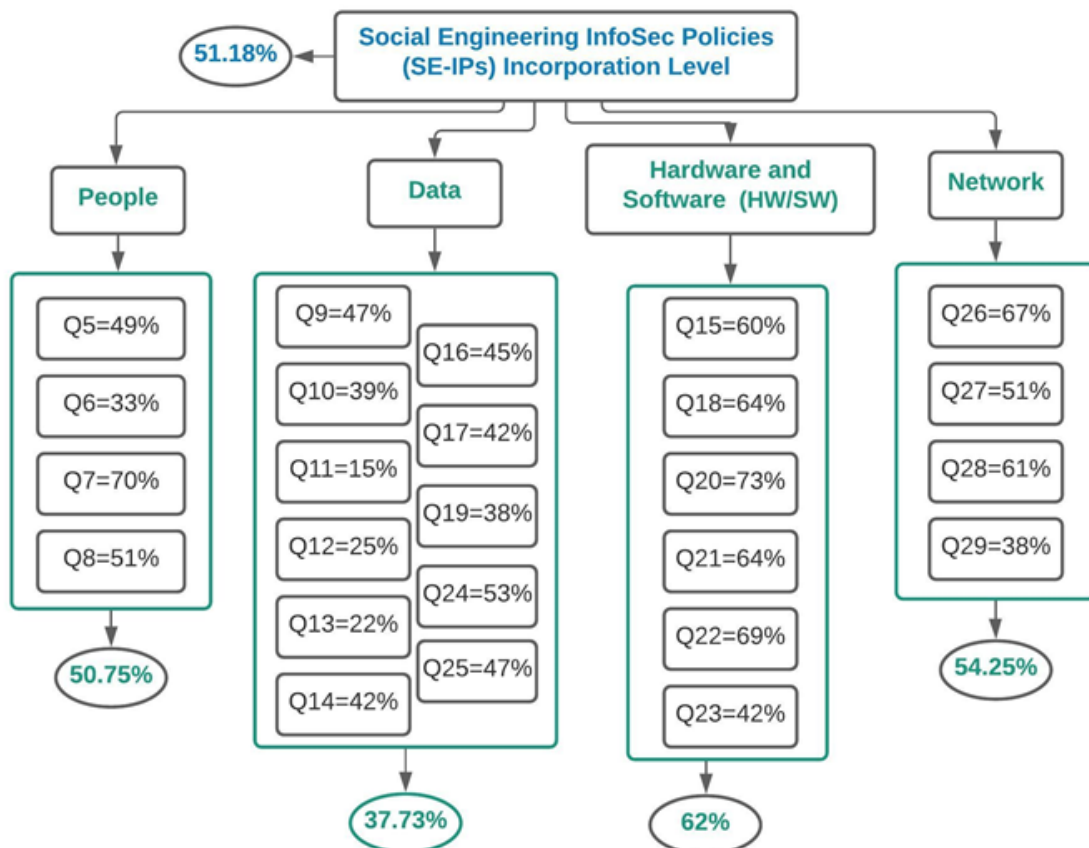 51.18%
Social Engineering InfoSec Policies
(SE-IPs) Incorporation Level
People
Data
Hardware and
Software (HW/SW)
Network
Q5=49%
Q6=33%
Q7=70%
Q8=51%
50.75%
Q9=47%
Q10=39%
Q11=15%
Q12=25%
Q13=22%
Q14=42%
Q16=45%
Q17=42%
Q19=38%
Q24=53%
Q25=47%
37.73%
Q15=60%
Q18=64%
Q20=73%
Q21=64%
Q22=69%
Q23=42%
62%
Q26=67%
Q27=51%
Q28=61%
Q29=38%
54.25%